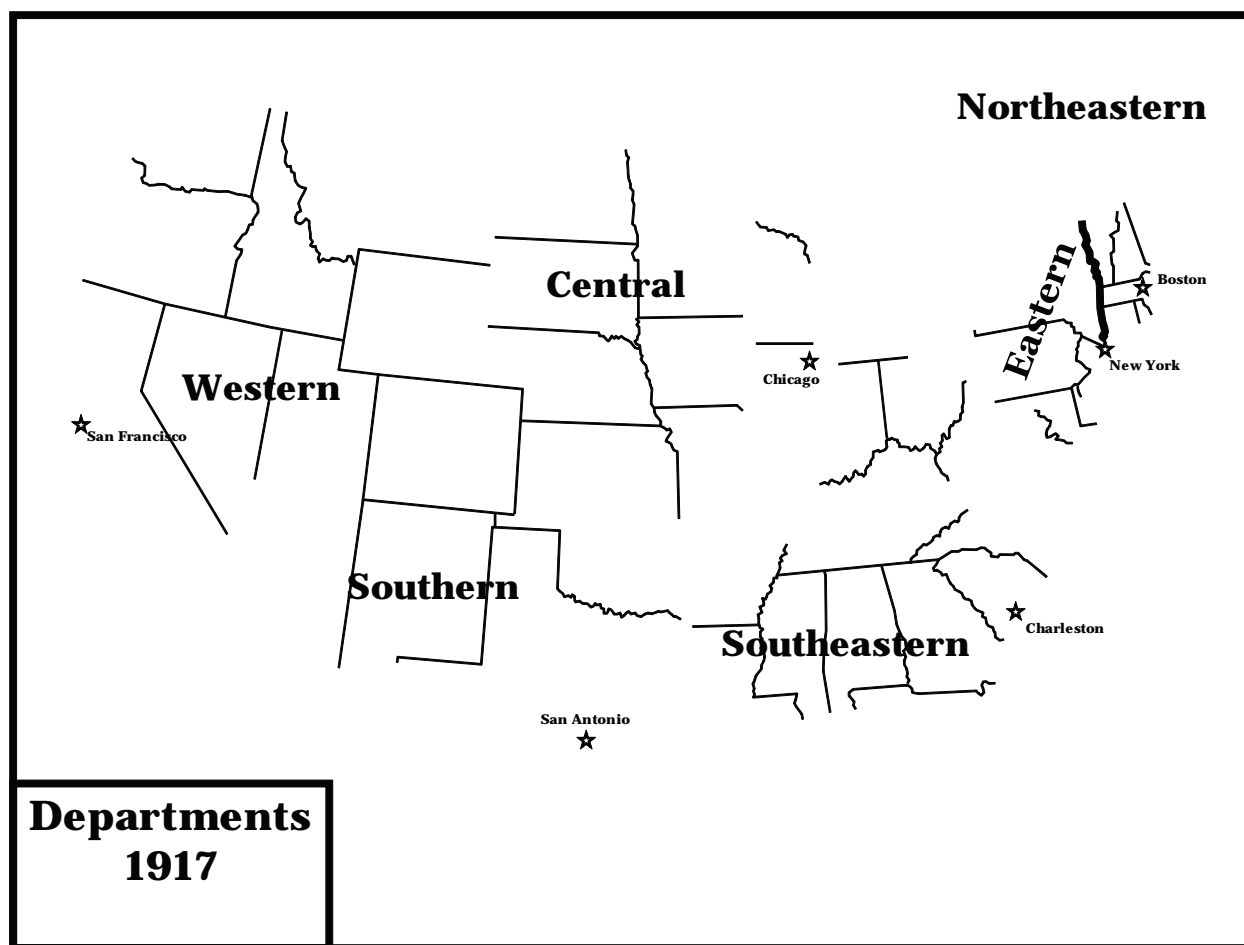 Northeastern
Eastern
Boston
Central
New York
Chicago
Western
San Francisco
Southern
Charleston
Southeastern
San Antonio
Departments
1917